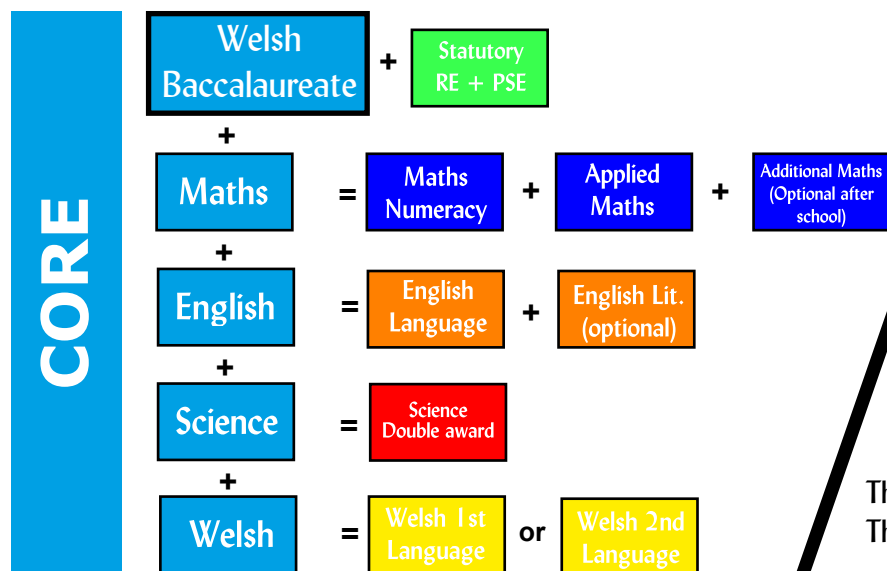 CORE
Welsh
Baccalaureate
+
Statutory
RE + PSE
+
Maths
=
Maths
Numeracy
+
Applied
Maths
+
Additional Maths
(Optional after
school)
+
English
=
English
Language
+
English Lit.
(optional)
+
Science
=
Science
Double award
+
Welsh
=
Welsh 1st
Language
or
Welsh 2nd
Language